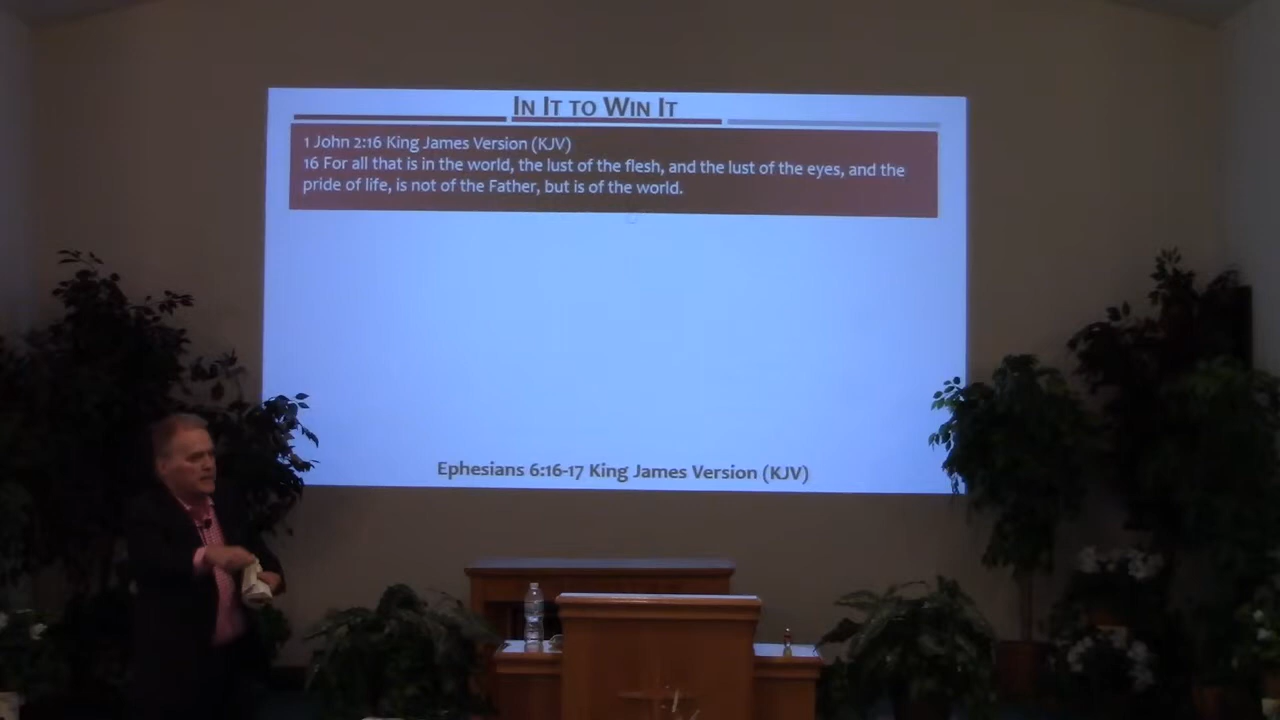 In It to Win It
1 John 2:16 King James Version (KJV)
16 For all that is in the world, the lust of the flesh, and the lust of the eyes, and the
pride of life, is not of the Father, but is of the world.
Ephesians 6:16-17 King James Version (KJV)